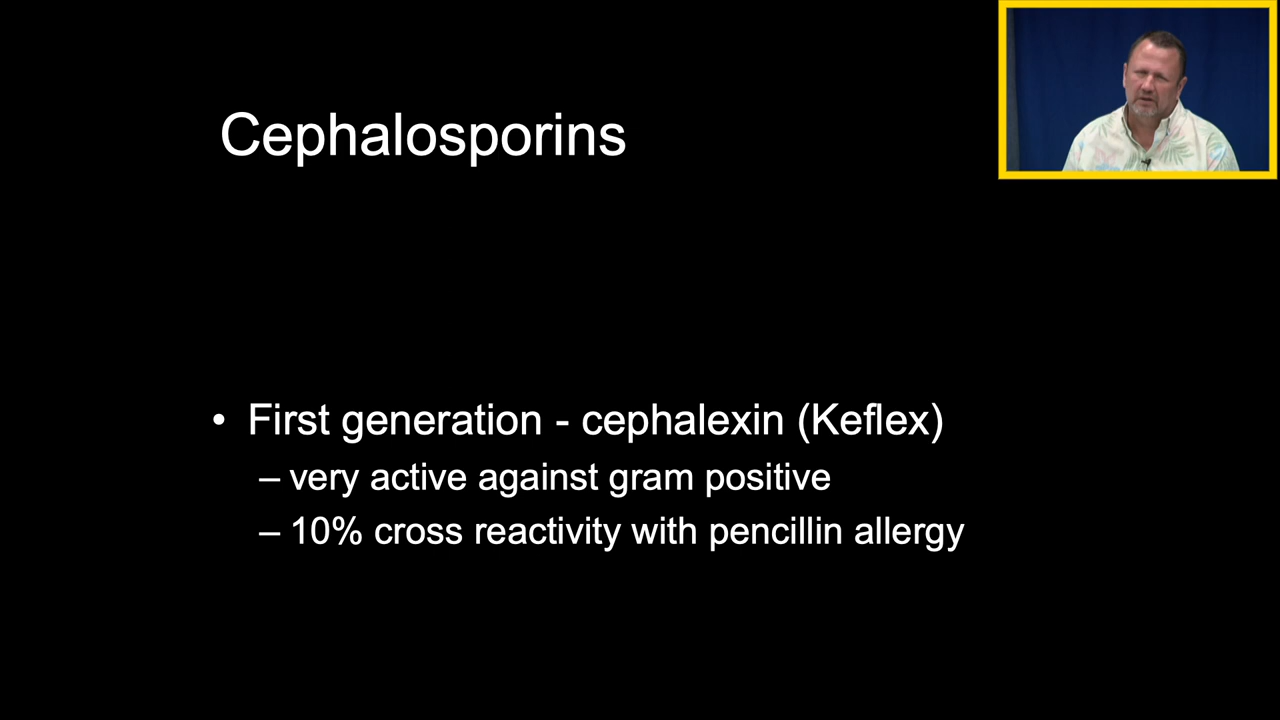 Cephalosporins
• First generation - cephalexin (Keflex)
– very active against gram positive
– 10% cross reactivity with pencillin allergy